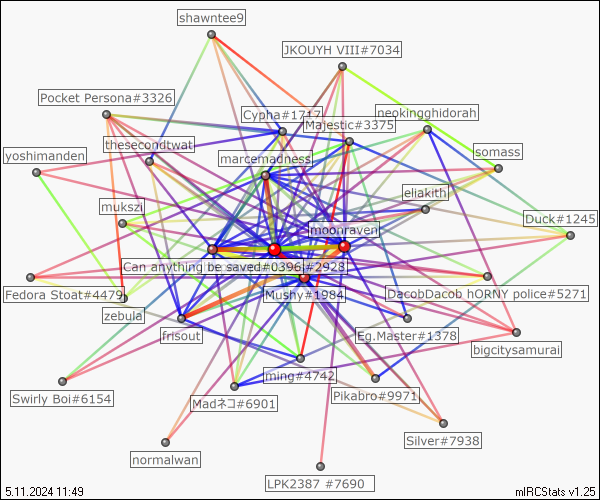 shawntee9
JKOUYH VIII#7034
Pocket Persona#3326
Cypha#1717
neokingghidorah
Majestic#3375
thesecondtwat
yoshimanden
marcemadness
somass
eliakith
mukszi
Duck#1245
moonraven
Can anything be saved#0396
#2928
Fedora Stoat#4479
Mushy#1984
DacobDacob hORNY police#5271
zebula
frisout
Eg.Master#1378
bigcitysamurai
ming#4742
Swirly Boi#6154
Madネコ#6901
Pikabro#9971
Silver#7938
normalwan
LPK2387 #7690
5.11.2024 11:49
mIRCStats v1.25